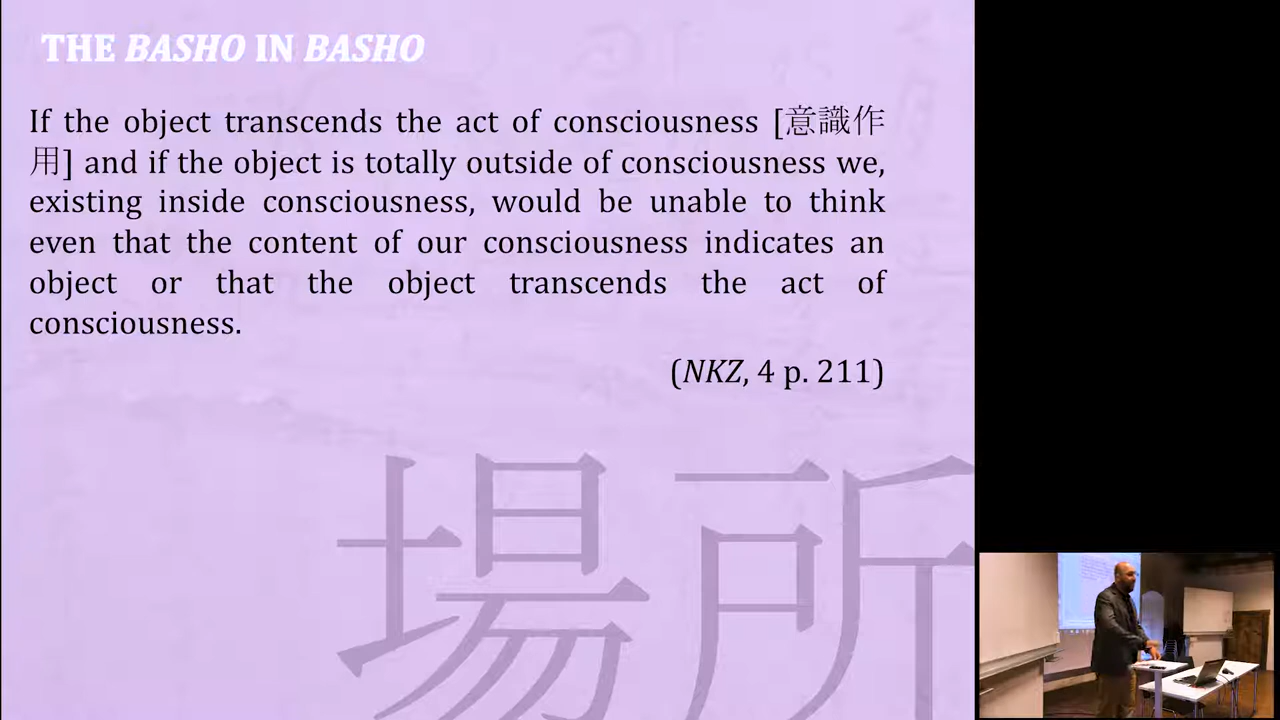 THE BASHO IN BASHO
If the object transcends the act of consciousness [意識作
用] and if the object is totally outside of consciousness we,
existing inside consciousness, would be unable to think
even that the content of our consciousness indicates an
object or that the object transcends the act of
consciousness.
(NKZ, 4 p. 211)
場所